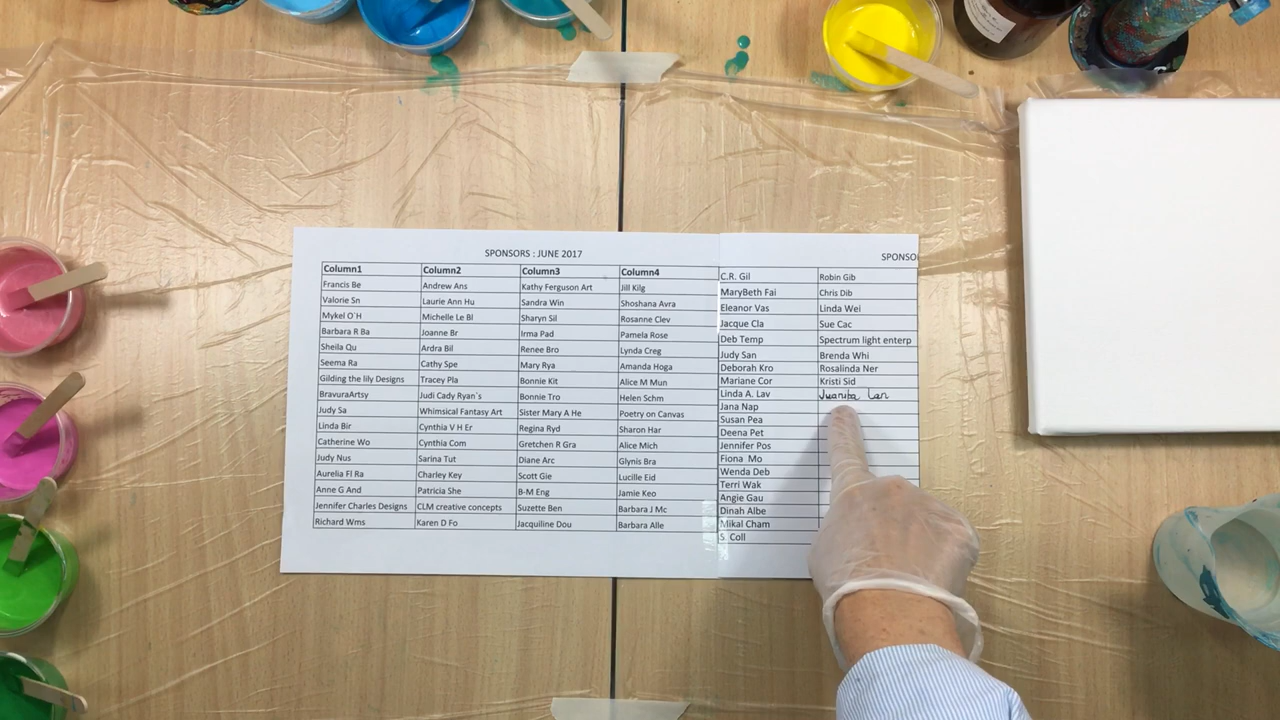 SPONSORS : JUNE 2017
Column1 Column2 Column3 Column4
Francis Be Andrew Ans Kathy Ferguson Art Jill Kilg
Valorie Sn Laurie Ann Hu Sandra Win Shoshana Avra
Mykel O`H Michelle Le Bl Sharyn Sil Rosanne Clev
Barbara R Ba Joanne Br Irma Pad Pamela Rose
Sheila Qu Ardra Bil Renee Bro Lynda Creg
Seema Ra Cathy Spe Mary Rya Amanda Hoga
Gilding the lily Designs Tracey Pla Bonnie Kit Alice M Mun
BravuraArtsy Judi Cady Ryan`s Bonnie Tro Helen Schm
Judy Sa Whimsical Fantasy Art Sister Mary A He Poetry on Canvas
Linda Bir Cynthia V H Er Regina Ryd Sharon Har
Catherine Wo Cynthia Com Gretchen R Gra Alice Mich
Judy Nus Sarina Tut Diane Arc Glynis Bra
Aurelia Fl Ra Charley Key Scott Gie Lucille Eid
Anne G And Patricia She B-M Eng Jamie Keo
Jennifer Charles Designs CLM creative concepts Suzette Ben Barbara J Mc
Richard Wms Karen D Fo Jacquiline Dou Barbara Alle
SPONSO
C.R. Gil Robin Gib
MaryBeth Fai Chris Dib
Eleanor Vas Linda Wei
Jacque Cla Sue Cac
Deb Temp Spectrum light enterp
Judy San Brenda Whi
Deborah Kro Rosalinda Ner
Mariane Cor Kristi Sid
Linda A. Lav Juanita Lan
Jana Nap
Susan Pea
Deena Pet
Jennifer Pos
Fiona Mo
Wenda Deb
Terri Wak
Angie Gau
Dinah Albe
Mikal Cham
S. Coll